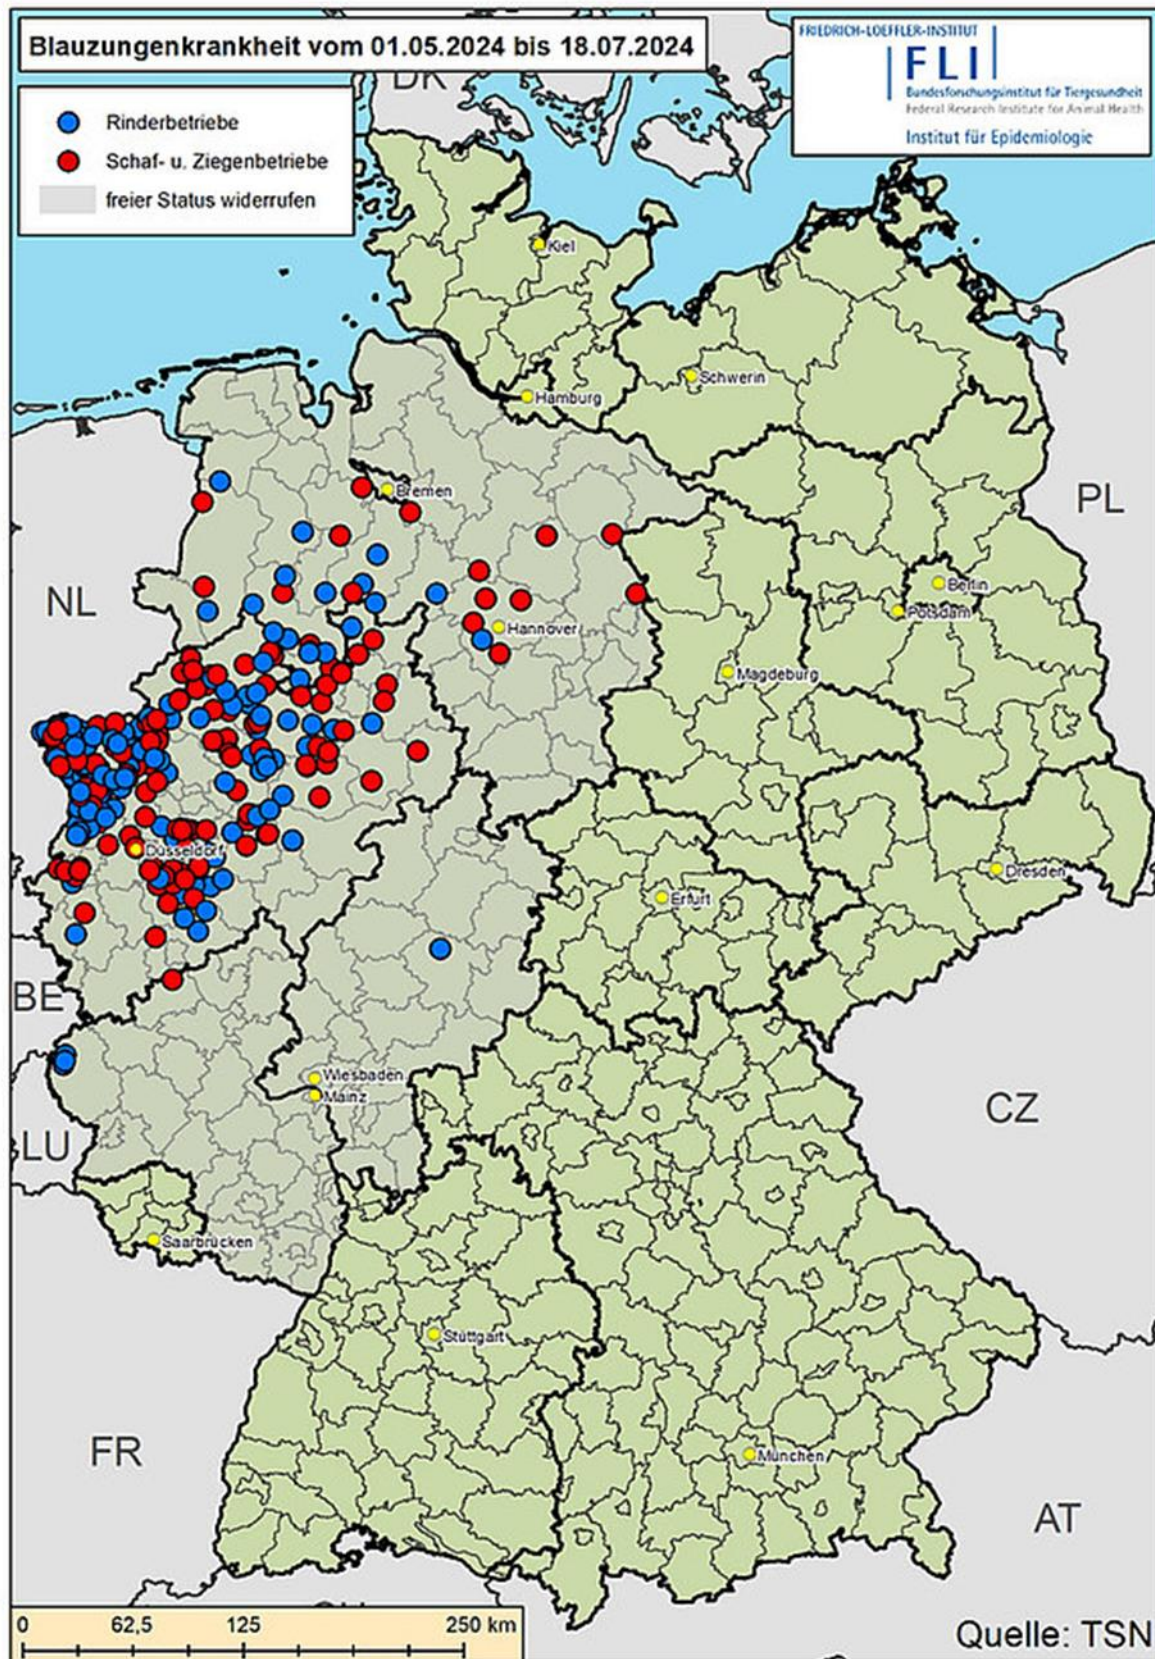 Blauzungenkrankheit vom 01.05.2024 bis 18.07.2024
FRIEDRICH-LOEFFLER-INSTITUT
FLI
Bundesforschungsinstitut für Tiergesundheit
Federal Research Institute for Animal Health
Institut für Epidemiologie
DK
Rinderbetriebe
Schaf- u. Ziegenbetriebe
freier Status widerrufen
Kiel
Schwerin
Hamburg
Bremen
PL
Berlin
NL
Potsdam
Hannover
Magdeburg
Düsseldorf
Dresden
Erfurt
BE
Wiesbaden
Mainz
CZ
LU
Saarbrücken
Stuttgart
FR
München
AT
0 62,5 125 250 km
Quelle: TSN